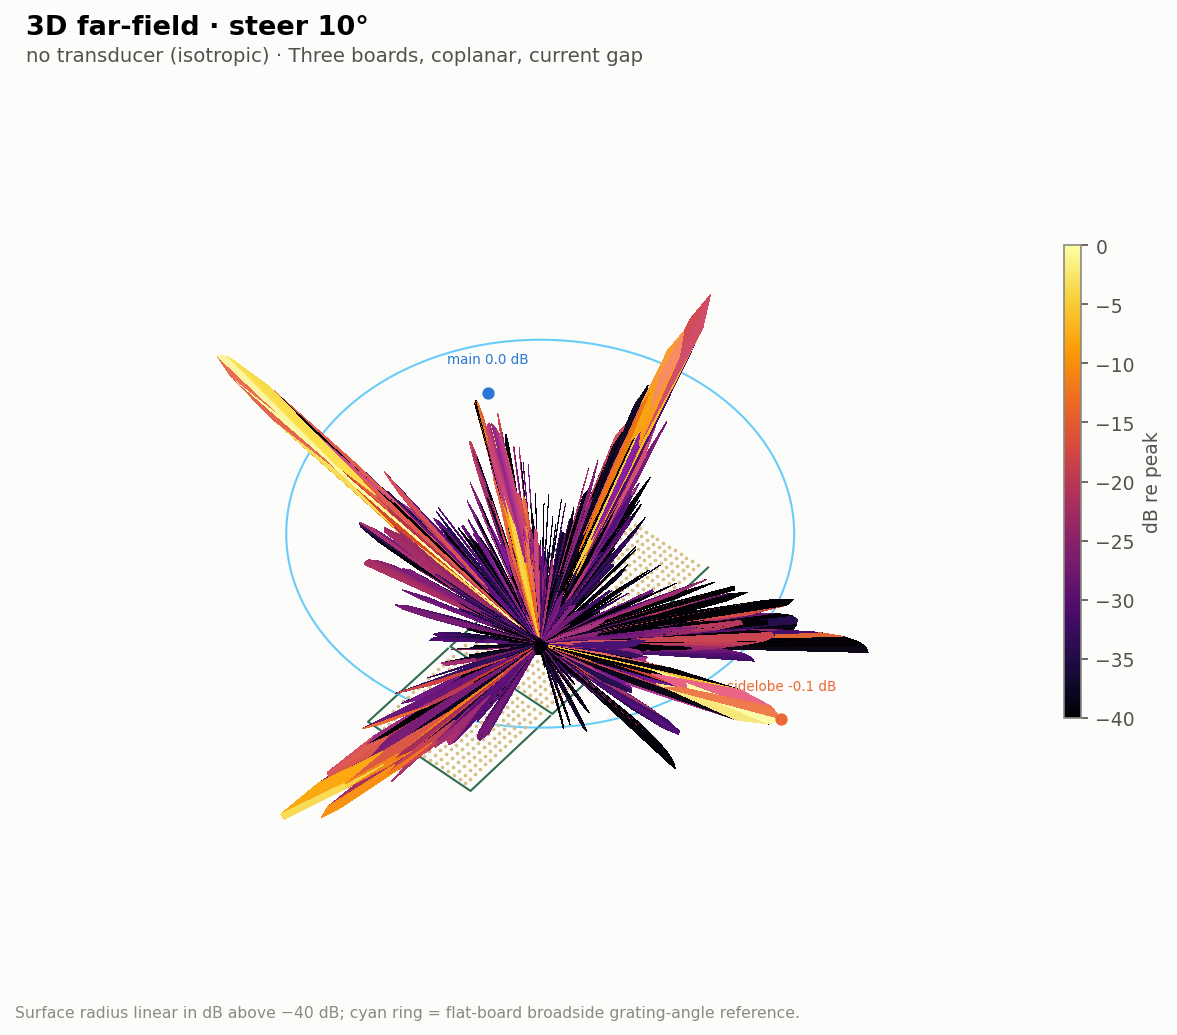 3D far-field · steer 10°
no transducer (isotropic) · Three boards, coplanar, current gap
main 0.0 dB
sidelobe -0.1 dB
0
−5
−10
−15
−20
−25
−30
−35
−40
dB re peak
Surface radius linear in dB above −40 dB; cyan ring = flat-board broadside grating-angle reference.